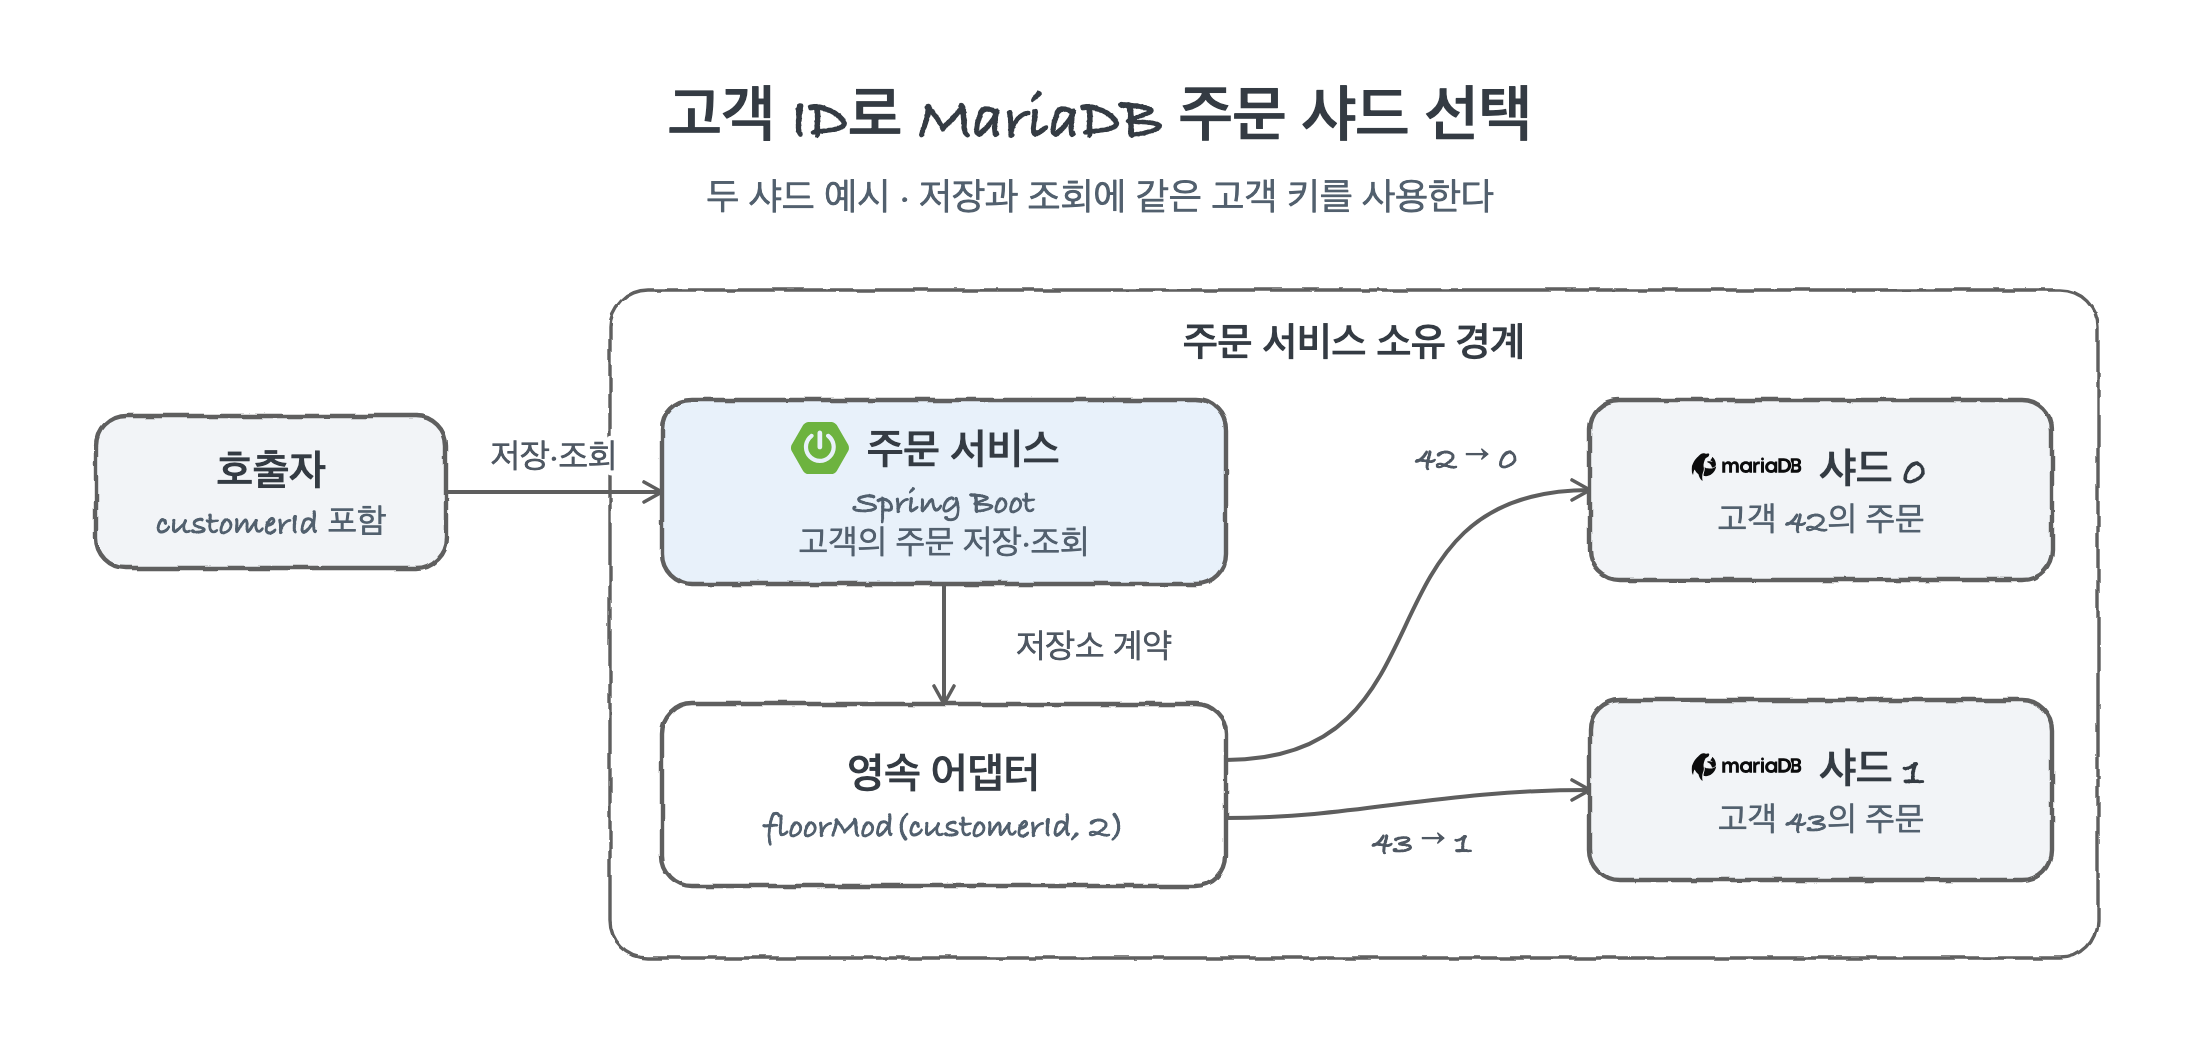 고객 ID로 MariaDB 주문 샤드 선택
두 샤드 예시 · 저장과 조회에 같은 고객 키를 사용한다
주문 서비스 소유 경계
호출자
customerId 포함
저장·조회
주문 서비스
Spring Boot
고객의 주문 저장·조회
저장소 계약
영속 어댑터
floorMod(customerId, 2)
42 → 0
43 → 1
mariaDB 샤드 0
고객 42의 주문
mariaDB 샤드 1
고객 43의 주문